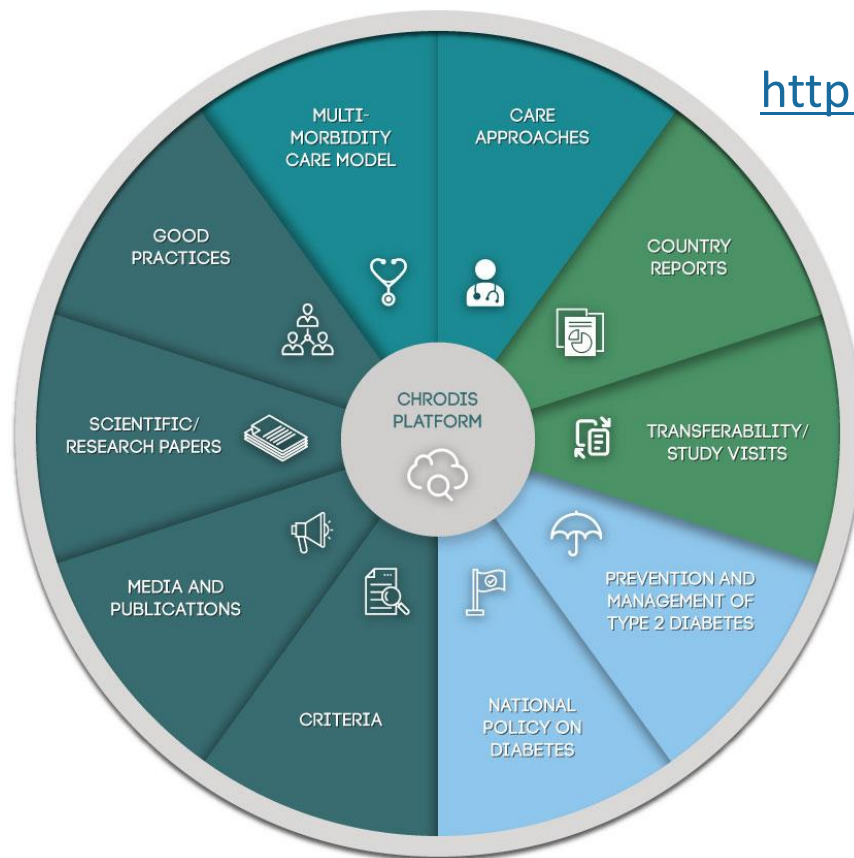 http
MULTI-
MORBIDITY
CARE MODEL
CARE
APPROACHES
COUNTRY
REPORTS
TRANSFERABILITY/
STUDY VISITS
PREVENTION AND
MANAGEMENT OF
TYPE 2 DIABETES
NATIONAL
POLICY ON
DIABETES
CRITERIA
MEDIA AND
PUBLICATIONS
SCIENTIFIC/
RESEARCH PAPERS
GOOD
PRACTICES
CHRODIS
PLATFORM